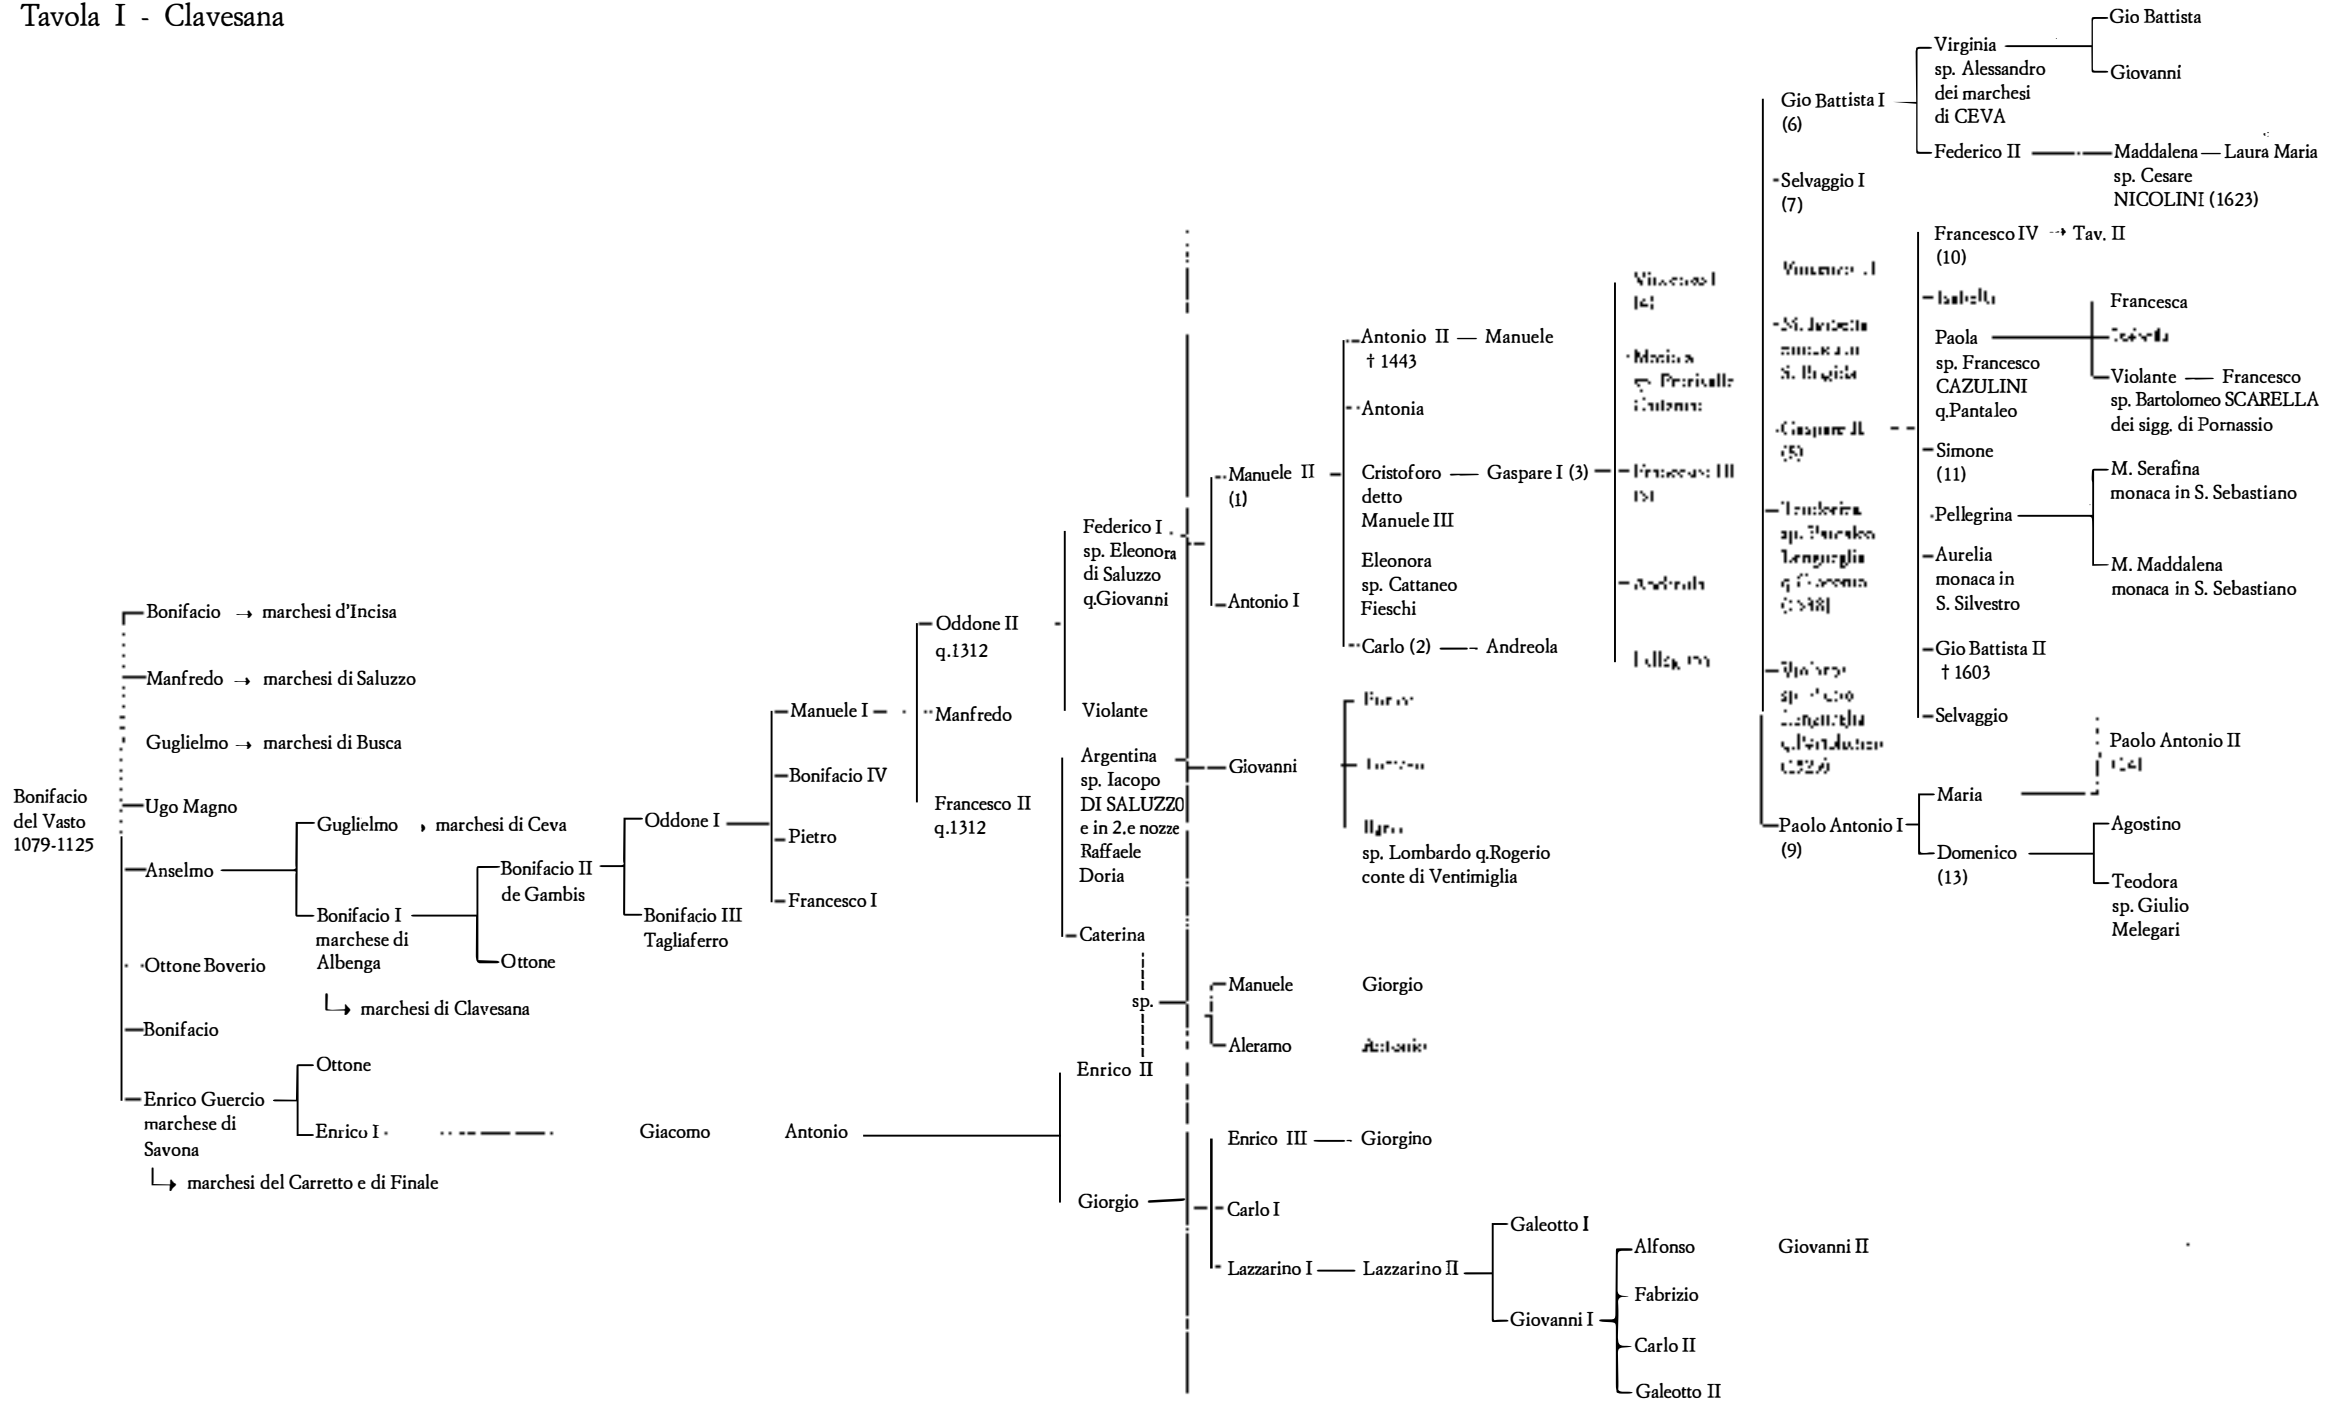 Tavola I - Clavesana
Bonifacio
del Vasto
1079-1125
Bonifacio → marchesi d'Incisa
Manfredo → marchesi di Saluzzo
Guglielmo → marchesi di Busca
Ugo Magno
Anselmo
Ottone Boverio
Bonifacio
Enrico Guercio
marchese di
Savona
marchesi del Carretto e di Finale
Guglielmo
marchesi di Ceva
Bonifacio I
marchese di
Albenga
marchesi di Clavesana
Ottone
Enrico I
Bonifacio II
de Gambis
Ottone
Oddone I
Bonifacio III
Tagliaferro
Giacomo
Manuele I
Bonifacio IV
Pietro
Francesco I
Antonio
Oddone II
q.1312
Manfredo
Francesco II
q.1312
Federico I
sp. Eleonora
di Saluzzo
q.Giovanni
Violante
Argentina
sp. Iacopo
DI SALUZZO
e in 2.e nozze
Raffaele
Doria
Caterina
sp.
Enrico II
Giorgio
Manuele II
(1)
Antonio I
Giovanni
Manuele
Aleramo
Enrico III
Carlo I
Lazzarino I
Antonio II — Manuele
† 1443
Antonia
Cristoforo — Gaspare I (3)
detto
Manuele III
Eleonora
sp. Cattaneo
Fieschi
Carlo (2) — Andreola
sp. Lombardo q.Rogerio
conte di Ventimiglia
Giorgio
Antonio
Giorgino
Lazzarino II
Galeotto I
Giovanni I
Alfonso
Fabrizio
Carlo II
Galeotto II
Giovanni II
Gio Battista I
(6)
Selvaggio I
(7)
Gaspare II
(5)
Paolo Antonio I
(9)
Virginia
sp. Alessandro
dei marchesi
di CEVA
Federico II
Gio Battista
Giovanni
Maddalena — Laura Maria
sp. Cesare
NICOLINI (1623)
Francesco IV → Tav. II
(10)
Paola
sp. Francesco
CAZULINI
q.Pantaleo
Simone
(11)
Pellegrina
Aurelia
monaca in
S. Silvestro
Gio Battista II
† 1603
Selvaggio
Maria
Domenico
(13)
Francesca
Violante — Francesco
sp. Bartolomeo SCARELLA
dei sigg. di Pornassio
M. Serafina
monaca in S. Sebastiano
M. Maddalena
monaca in S. Sebastiano
Paolo Antonio II
Agostino
Teodora
sp. Giulio
Melegari